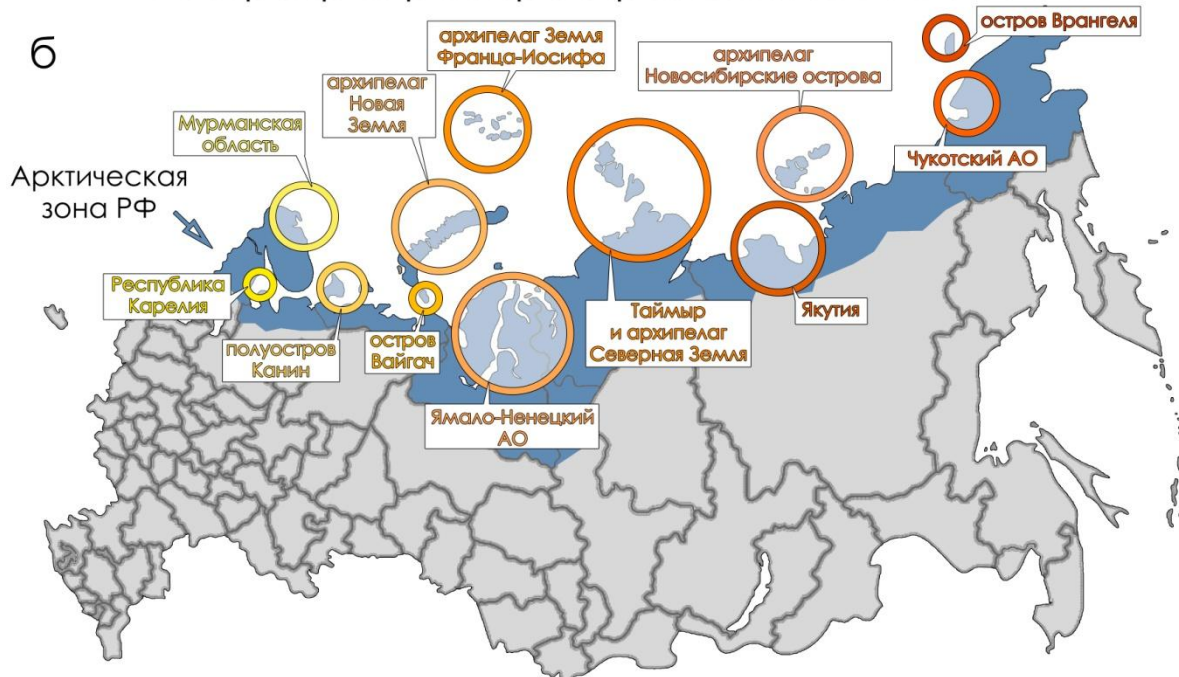 б
архипелаг Земля
Франца-Иосифа
остров Врангеля
архипелаг
Новосибирские острова
архипелаг
Новая
Земля
Мурманская
область
Чукотский АО
Арктическая
зона РФ
Республика
Карелия
полуостров
Канин
остров
Вайгач
Таймыр
и архипелаг
Северная Земля
Якутия
Ямало-Ненецкий
АО